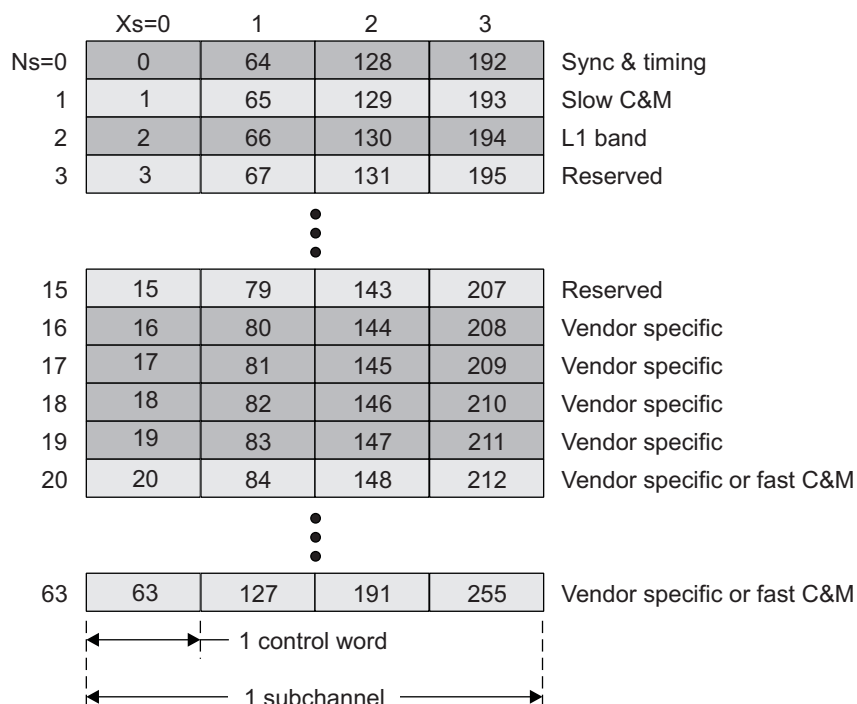 Xs=0 1 2 3
Ns=0 0 64 128 192 Sync & timing
1 1 65 129 193 Slow C&M
2 2 66 130 194 L1 band
3 3 67 131 195 Reserved
15 15 79 143 207 Reserved
16 16 80 144 208 Vendor specific
17 17 81 145 209 Vendor specific
18 18 82 146 210 Vendor specific
19 19 83 147 211 Vendor specific
20 20 84 148 212 Vendor specific or fast C&M
63 63 127 191 255 Vendor specific or fast C&M
1 control word
1 subchannel